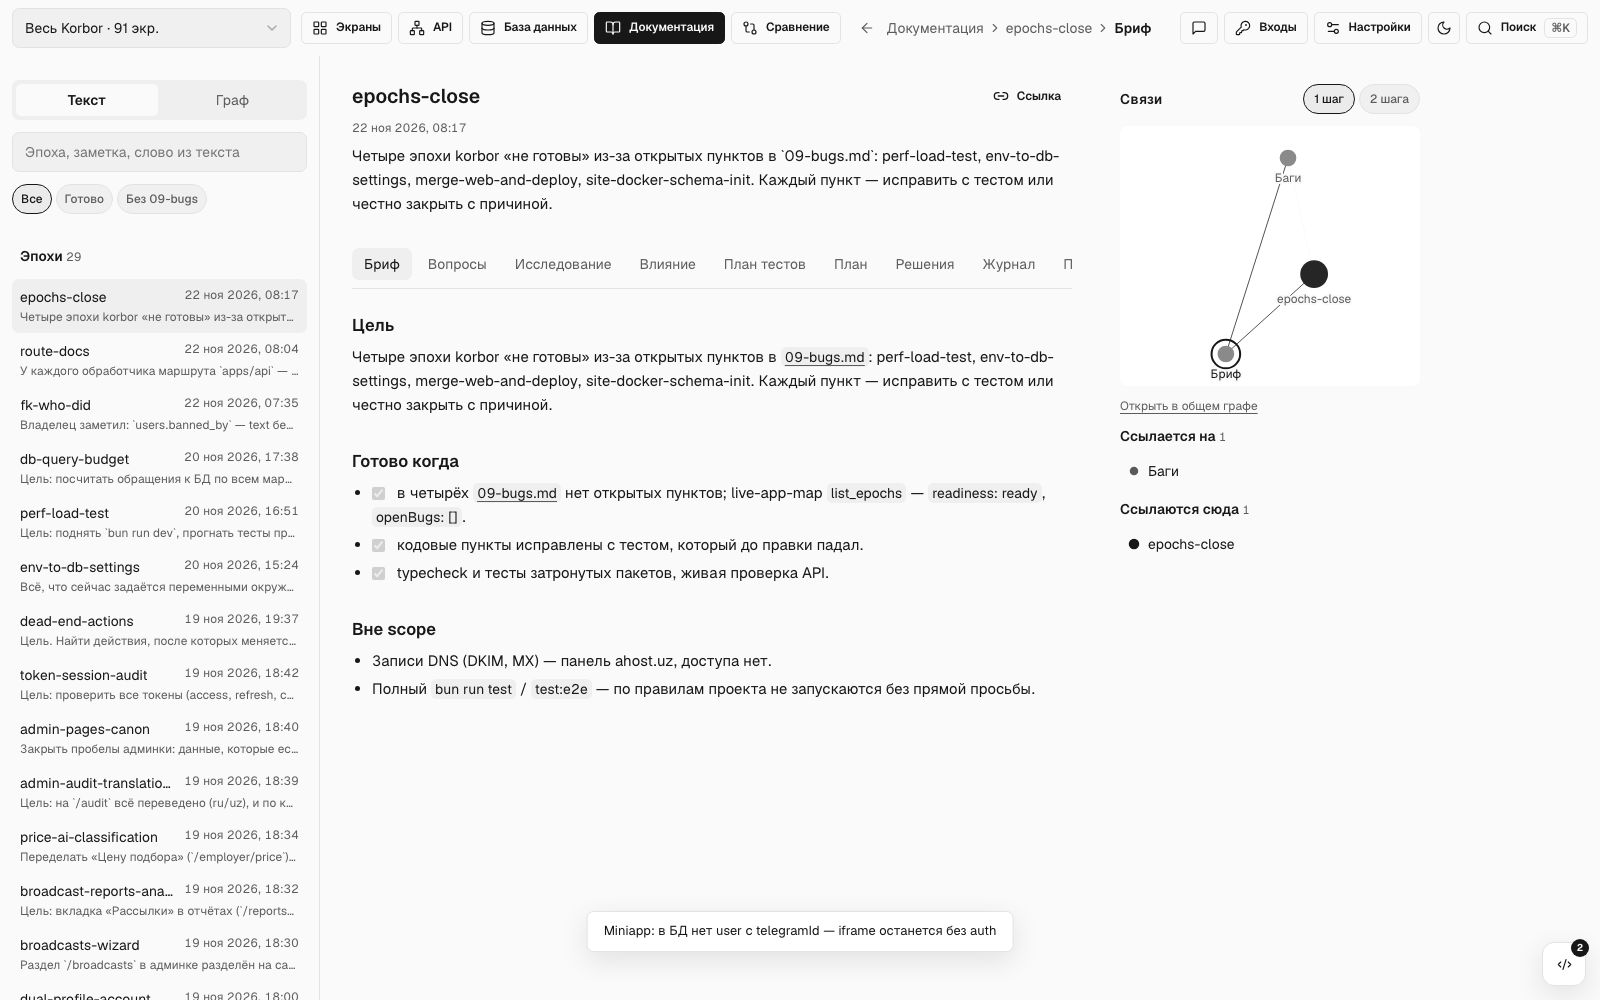 Весь Korbor · 91 экр.
Экраны
API
База данных
Документация
Сравнение
Документация > epochs-close > Бриф
Входы
Настройки
Поиск ⌘K
Текст
Граф
Эпоха, заметка, слово из текста
Все
Готово
Без 09-bugs
Эпохи 29
epochs-close 22 ноя 2026, 08:17
Четыре эпохи korbor «не готовы» из-за открыт…
route-docs 22 ноя 2026, 08:04
У каждого обработчика маршрута `apps/api` — …
fk-who-did 22 ноя 2026, 07:35
Владелец заметил: `users.banned_by` — text бе…
db-query-budget 20 ноя 2026, 17:38
Цель: посчитать обращения к БД по всем мар…
perf-load-test 20 ноя 2026, 16:51
Цель: поднять `bun run dev`, прогнать тесты пр…
env-to-db-settings 20 ноя 2026, 15:24
Всё, что сейчас задаётся переменными окруж…
dead-end-actions 19 ноя 2026, 19:37
Цель. Найти действия, после которых меняетс…
token-session-audit 19 ноя 2026, 18:42
Цель: проверить все токены (access, refresh, с…
admin-pages-canon 19 ноя 2026, 18:40
Закрыть пробелы админки: данные, которые ес…
admin-audit-translatio… 19 ноя 2026, 18:39
Цель: на `/audit` всё переведено (ru/uz), и по к…
price-ai-classification 19 ноя 2026, 18:34
Переделать «Цену подбора» (`/employer/price`)…
broadcast-reports-ana… 19 ноя 2026, 18:32
Цель: вкладка «Рассылки» в отчётах (`/reports…
broadcasts-wizard 19 ноя 2026, 18:30
Раздел `/broadcasts` в админке разделён на са…
dual-profile-account 19 ноя 2026, 18:00
epochs-close
Ссылка
22 ноя 2026, 08:17
Четыре эпохи korbor «не готовы» из-за открытых пунктов в `09-bugs.md`: perf-load-test, env-to-db-
settings, merge-web-and-deploy, site-docker-schema-init. Каждый пункт — исправить с тестом или
честно закрыть с причиной.
Бриф Вопросы Исследование Влияние План тестов План Решения Журнал П
Цель
Четыре эпохи korbor «не готовы» из-за открытых пунктов в 09-bugs.md: perf-load-test, env-to-db-
settings, merge-web-and-deploy, site-docker-schema-init. Каждый пункт — исправить с тестом или
честно закрыть с причиной.
Готово когда
• в четырёх 09-bugs.md нет открытых пунктов; live-app-map list_epochs — readiness: ready,
openBugs: [].
• кодовые пункты исправлены с тестом, который до правки падал.
• typecheck и тесты затронутых пакетов, живая проверка API.
Вне scope
• Записи DNS (DKIM, MX) — панель ahost.uz, доступа нет.
• Полный bun run test / test:e2e — по правилам проекта не запускаются без прямой просьбы.
Связи
1 шаг
2 шага
Баги
epochs-close
Бриф
Открыть в общем графе
Ссылается на 1
Баги
Ссылаются сюда 1
epochs-close
Miniapp: в БД нет user с telegramId — iframe останется без auth
2